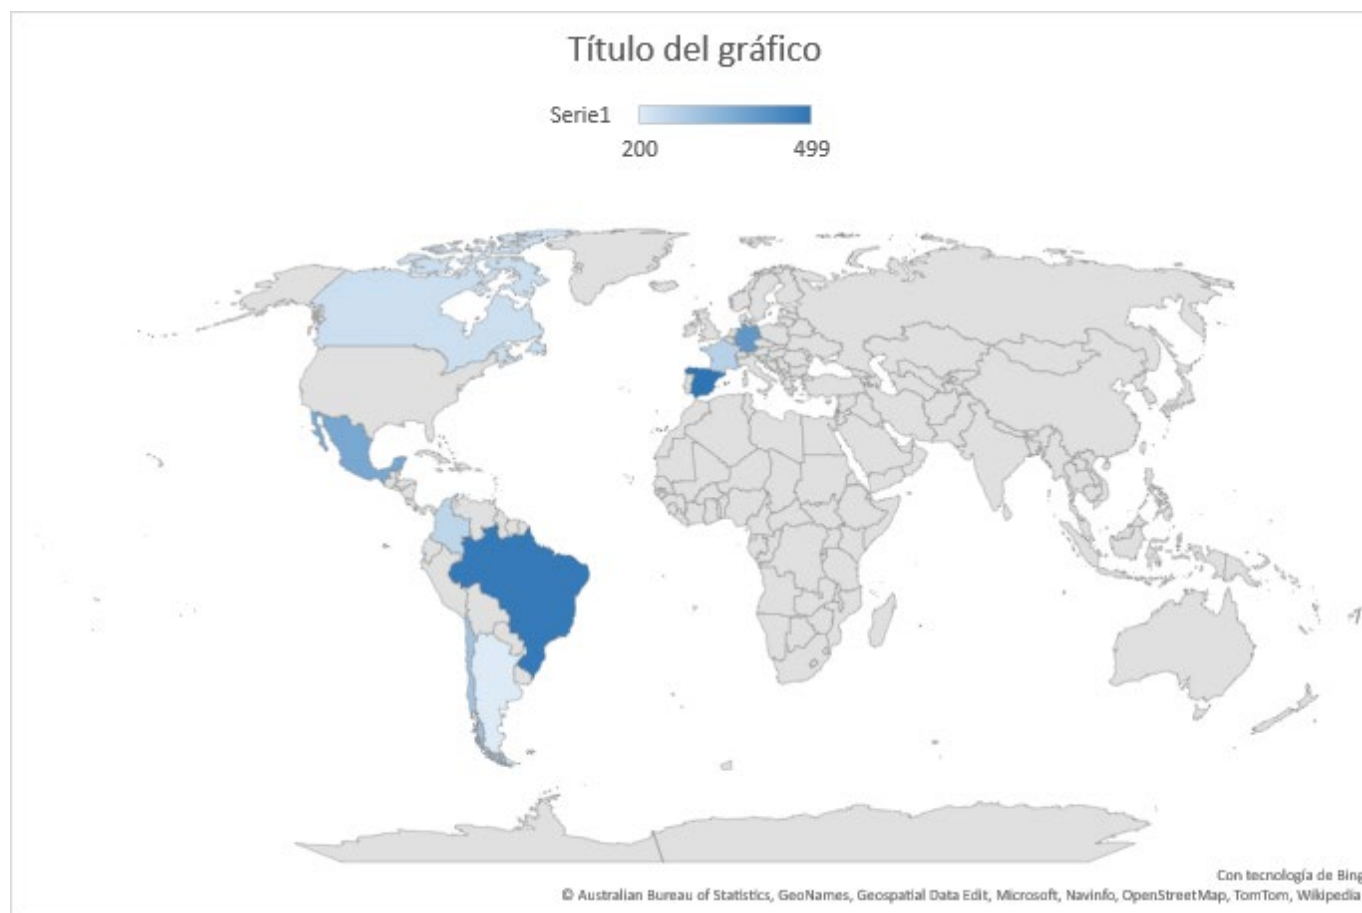 Título del gráfico
Serie1
200 499
Con tecnología de Bing
© Australian Bureau of Statistics, GeoNames, Geospatial Data Edit, Microsoft, Navinfo, OpenStreetMap, TomTom, Wikipedia